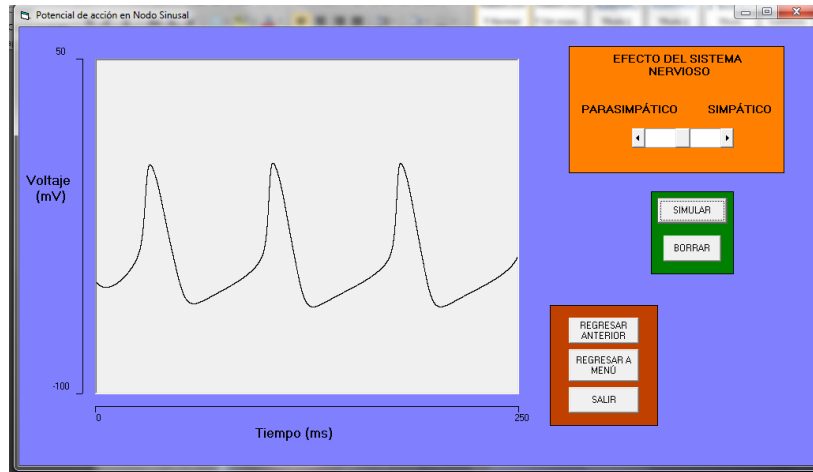 Potencial de acción en Nodo Sinusal
50
Voltaje
(mV)
-100
0
250
Tiempo (ms)
EFECTO DEL SISTEMA
NERVIOSO
PARASIMPÁTICO SIMPÁTICO
SIMULAR
BORRAR
REGRESAR
ANTERIOR
REGRESAR A
MENÚ
SALIR